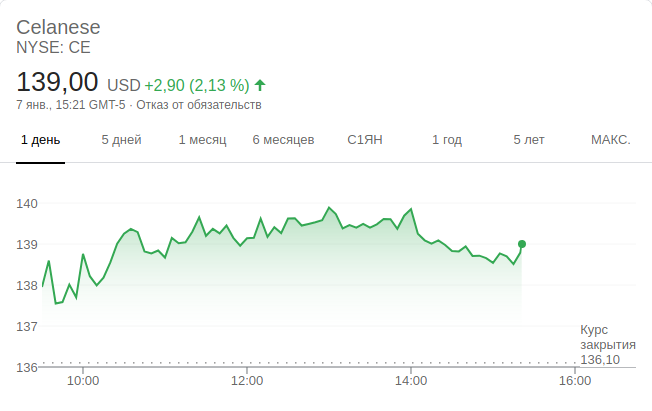 Celanese
NYSE: CE
139,00 USD +2,90 (2,13 %)
7 янв., 15:21 GMT-5 · Отказ от обязательств
1 день 5 дней 1 месяц 6 месяцев С1ЯН 1 год 5 лет МАКС.
140
139
138
137
136
Курс
закрытия
136,10
10:00 12:00 14:00 16:00